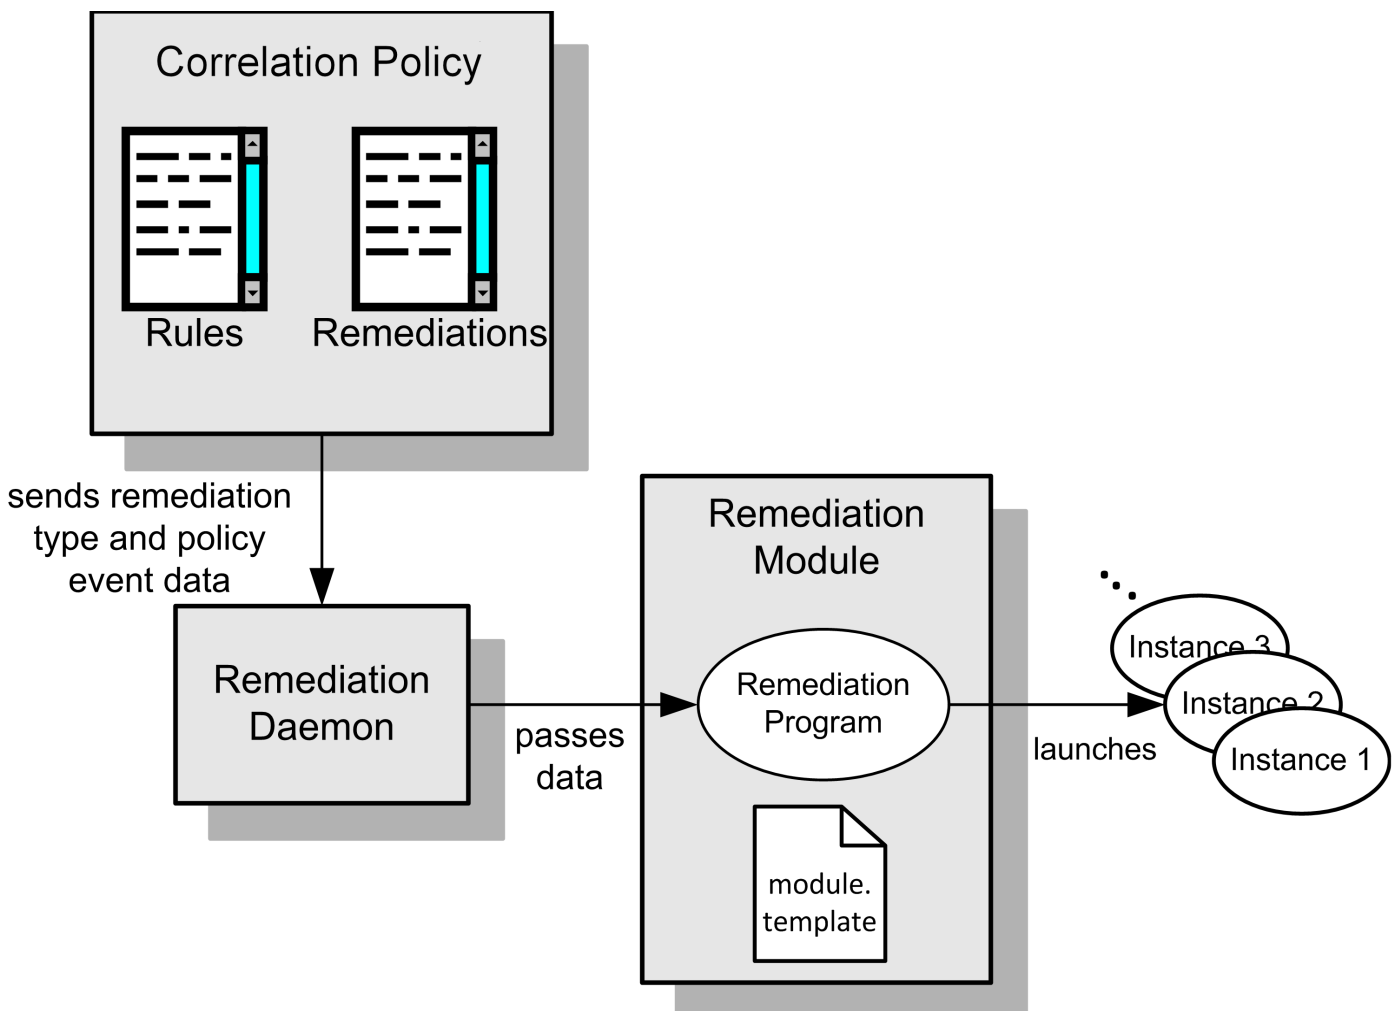 Correlation Policy
Rules
Remediations
sends remediation
type and policy
event data
Remediation
Daemon
passes
data
Remediation
Module
Remediation
Program
module.
template
launches
Instance 3
Instance 2
Instance 1